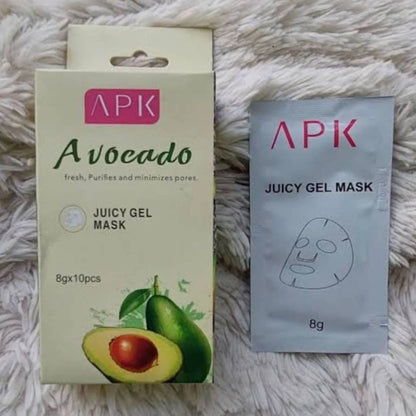 APK
Avocado
fresh, Purifies and minimizes pores.
JUICY GEL
MASK
8gx10pcs
APK
JUICY GEL MASK
8g